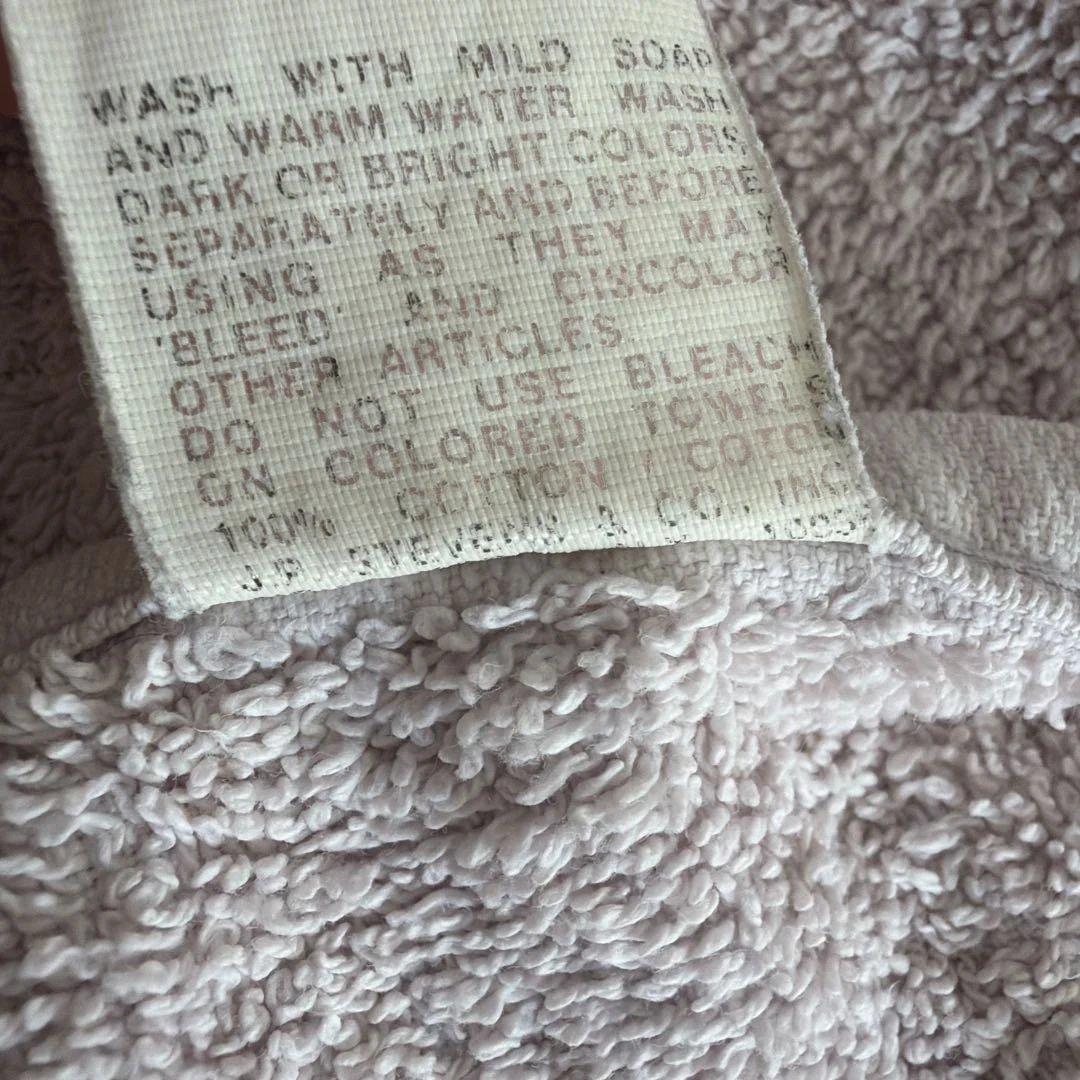 WASH WITH MILD SOAP
AND WARM WATER WASH
DARK OR BRIGHT COLORS
SEPARATELY AND BEFORE
USING AS THEY MAY
'BLEED' AND DISCOLOR
OTHER ARTICLES.
DO NOT USE BLEACH
ON COLORED TOWELS
100% COTTON / COTON
J.P. STEVENS & CO., INC.